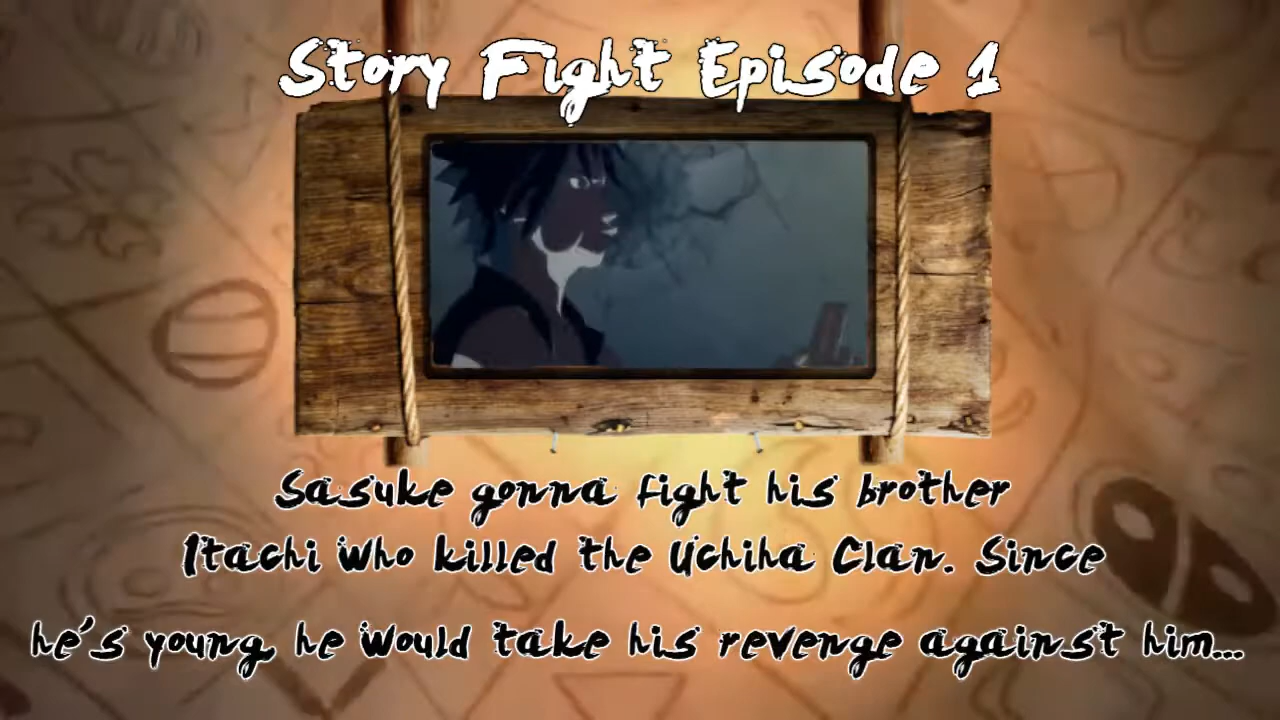 Story Fight Episode 1
Sasuke gonna fight his brother
Itachi who killed the Uchiha Clan. Since
he's young, he would take his revenge against him...